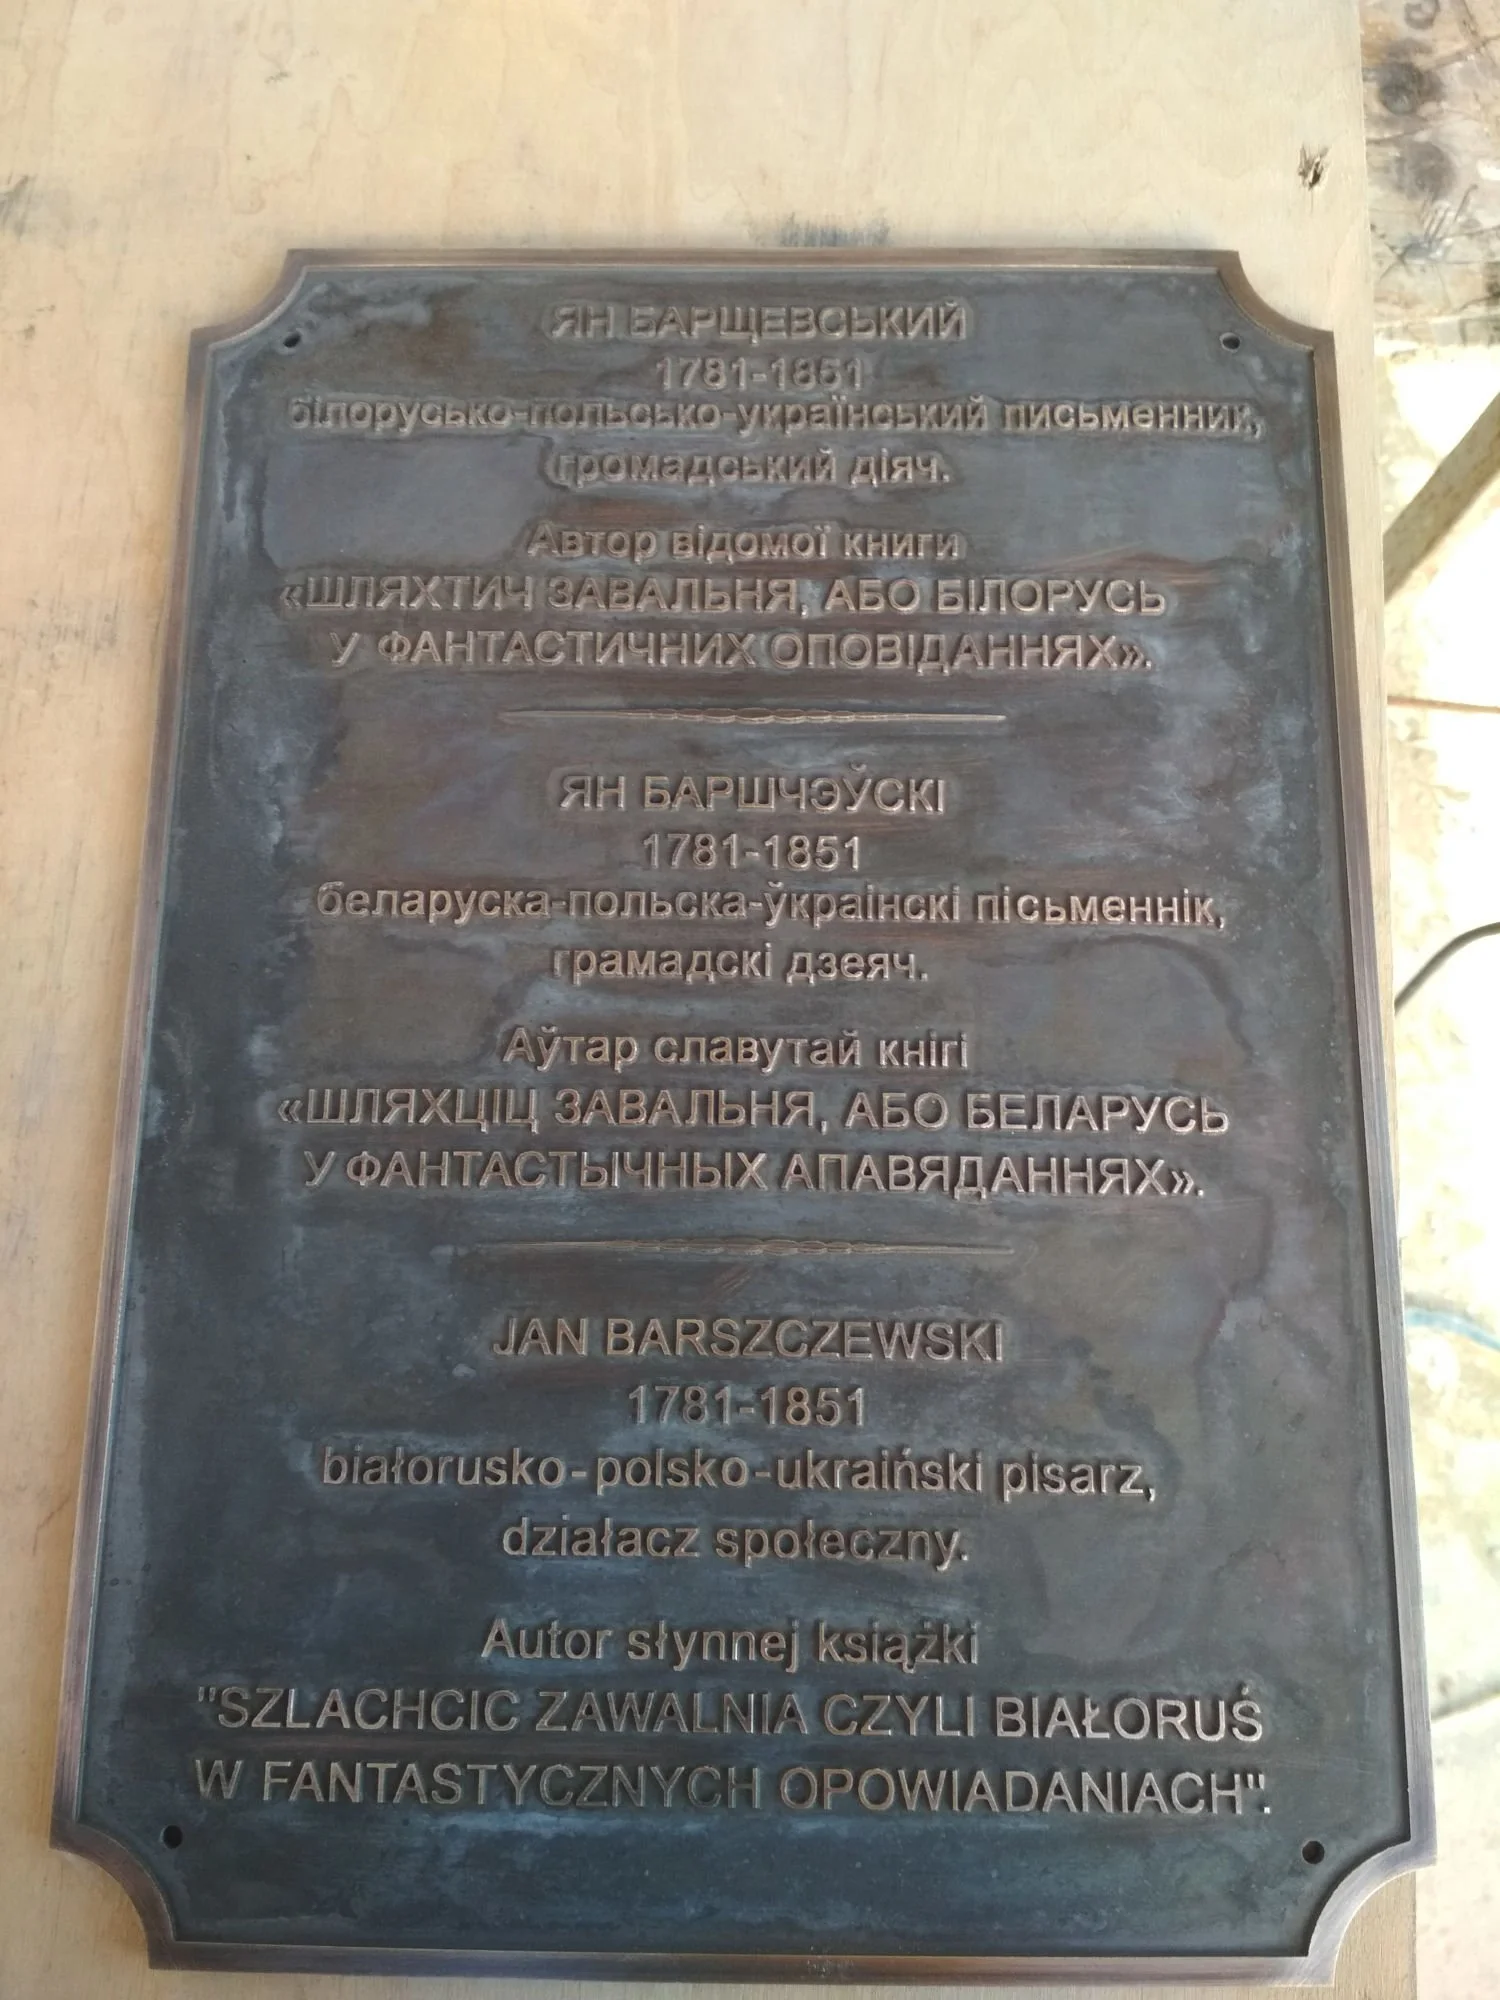 ЯН БАРЩЕВСЬКИЙ
1781-1851
білорусько-польсько-український письменник,
громадський діяч.
Автор відомої книги
«ШЛЯХТИЧ ЗАВАЛЬНЯ, АБО БІЛОРУСЬ
У ФАНТАСТИЧНИХ ОПОВІДАННЯХ».
ЯН БАРШЧЭЎСКІ
1781-1851
беларуска-польска-ўкраінскі пісьменнік,
грамадскі дзеяч.
Аўтар славутай кнігі
«ШЛЯХЦІЦ ЗАВАЛЬНЯ, АБО БЕЛАРУСЬ
У ФАНТАСТЫЧНЫХ АПАВЯДАННЯХ».
JAN BARSZCZEWSKI
1781-1851
białorusko-polsko-ukraiński pisarz,
działacz społeczny.
Autor słynnej książki
"SZLACHCIC ZAWALNIA CZYLI BIAŁORUŚ
W FANTASTYCZNYCH OPOWIADANIACH".